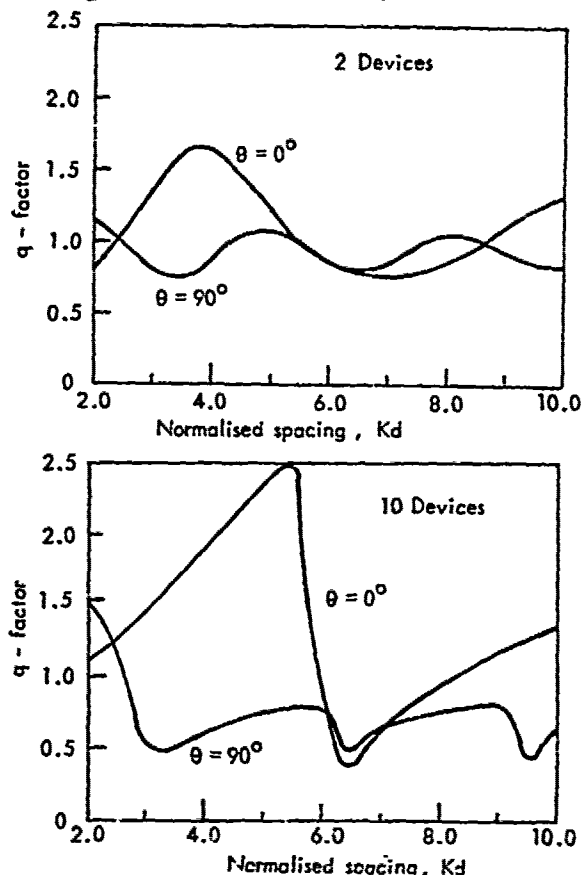 2.5
2 Devices
2.0
θ = 0°
1.5
q - factor
1.0
θ = 90°
0.5
0
2.0 4.0 6.0 8.0 10.0
Normalised spacing , Kd
2.5
10 Devices
2.0
θ = 0°
1.5
q - factor
1.0
0.5
θ = 90°
0
2.0 4.0 6.0 8.0 10.0
Normalised spacing, Kd